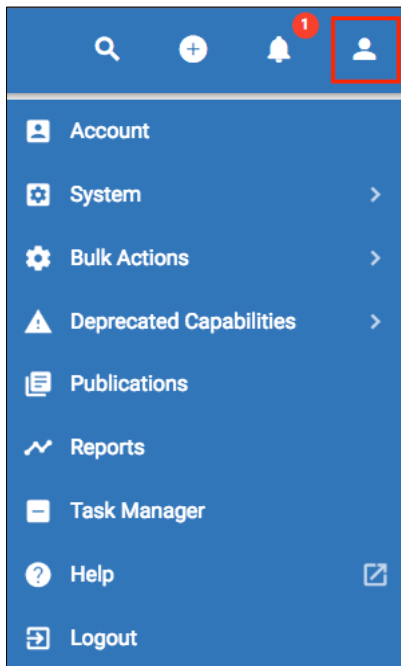 1
Account
System
Bulk Actions
Deprecated Capabilities
Publications
Reports
Task Manager
Help
Logout